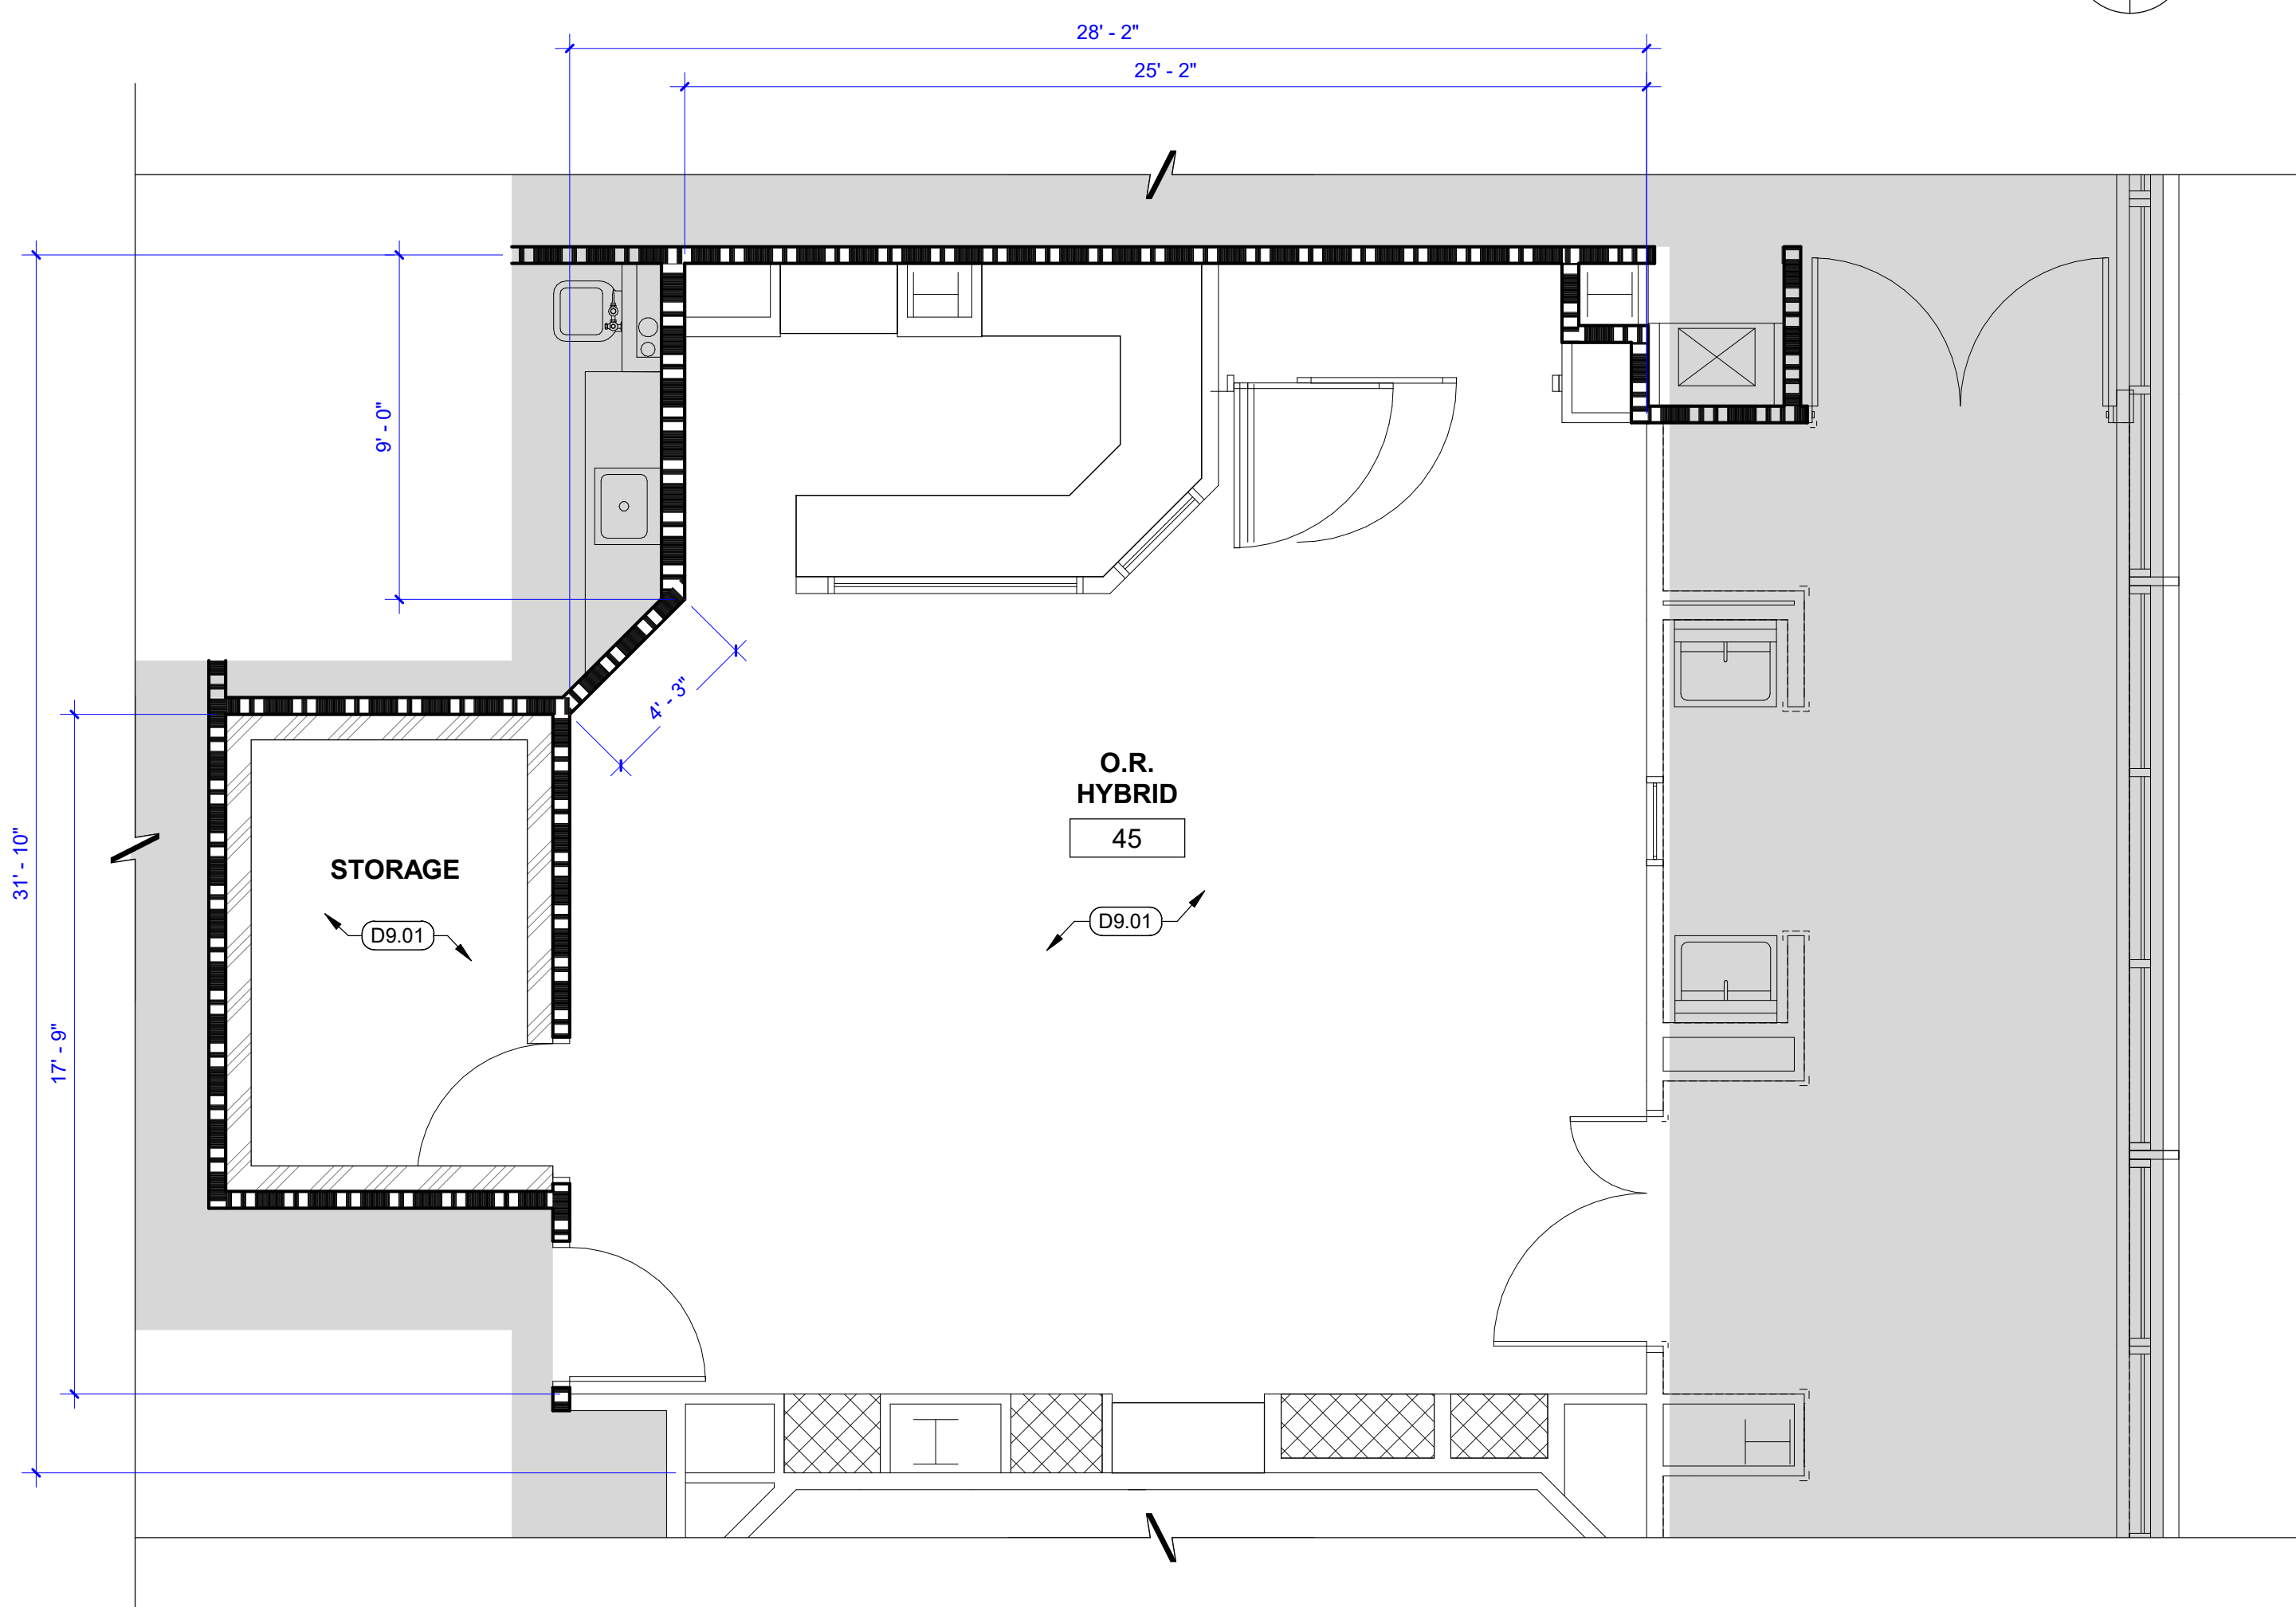 28' - 2"
25' - 2"
9' - 0"
4' - 3"
31' - 10"
17' - 9"
O.R.
HYBRID
45
STORAGE
D9.01
D9.01